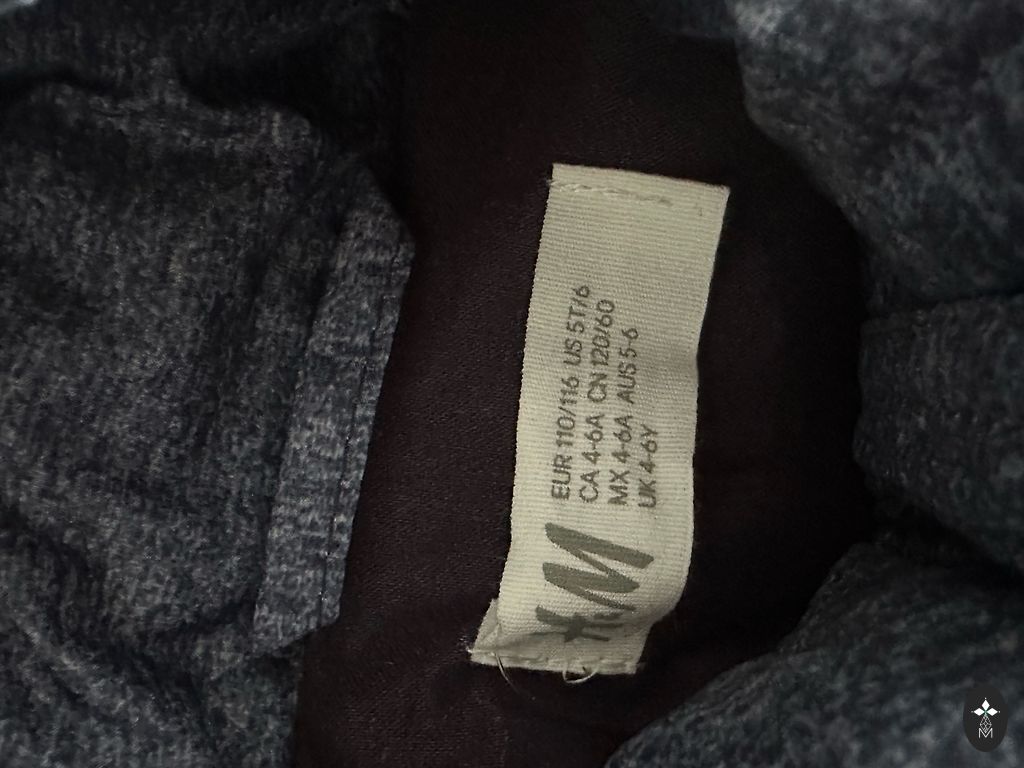 H&M
EUR 110/116 US 5T/6
CA 4-6A CN 120/60
MX 4-6A AUS 5-6
UK 4-6Y
M